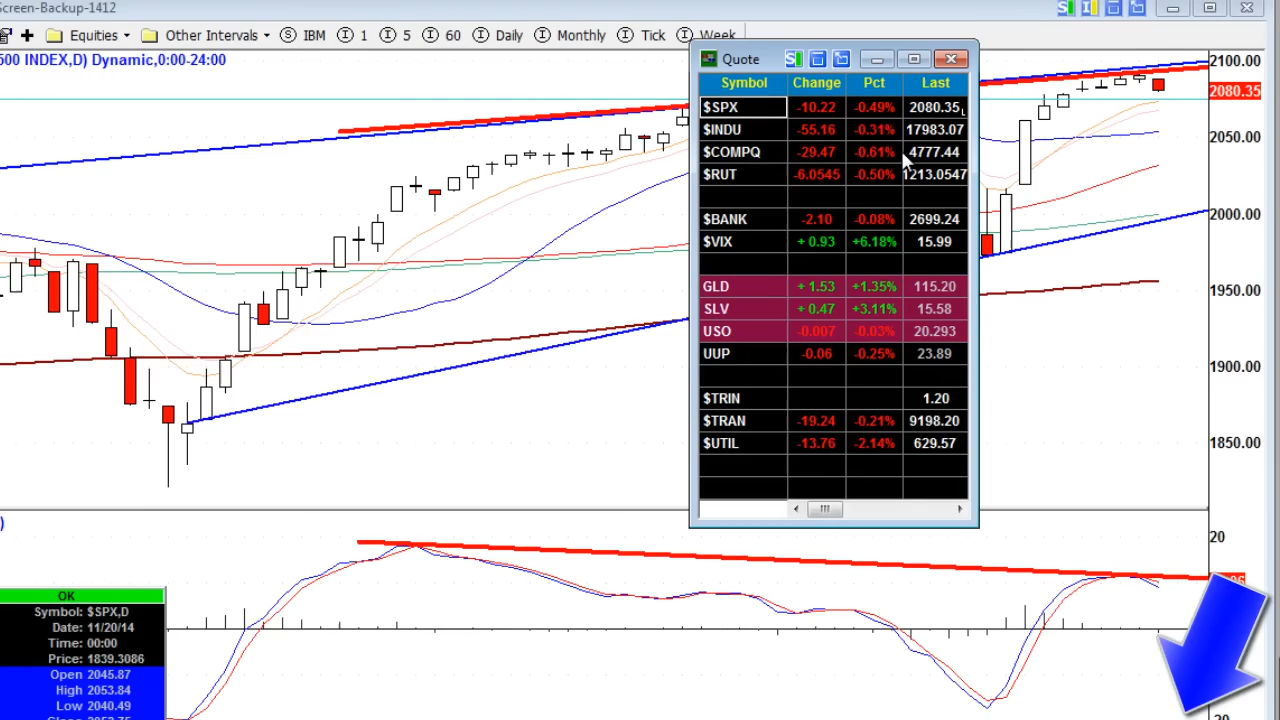 creen-Backup-1412
Equities Other Intervals IBM 1 5 60 Daily Monthly Tick Week
500 INDEX,D) Dynamic,0:00-24:00
Quote
Symbol Change Pct Last
$SPX -10.22 -0.49% 2080.35
$INDU -55.16 -0.31% 17983.07
$COMPQ -29.47 -0.61% 4777.44
$RUT -6.0545 -0.50% 1213.0547
$BANK -2.10 -0.08% 2699.24
$VIX + 0.93 +6.18% 15.99
GLD + 1.53 +1.35% 115.20
SLV + 0.47 +3.11% 15.58
USO -0.007 -0.03% 20.293
UUP -0.06 -0.25% 23.89
$TRIN 1.20
$TRAN -19.24 -0.21% 9198.20
$UTIL -13.76 -2.14% 629.57
2100.00
2080.35
2050.00
2000.00
1950.00
1900.00
1850.00
)
20
OK
Symbol: $SPX,D
Date: 11/20/14
Time: 00:00
Price: 1839.3086
Open 2045.87
High 2053.84
Low 2040.49